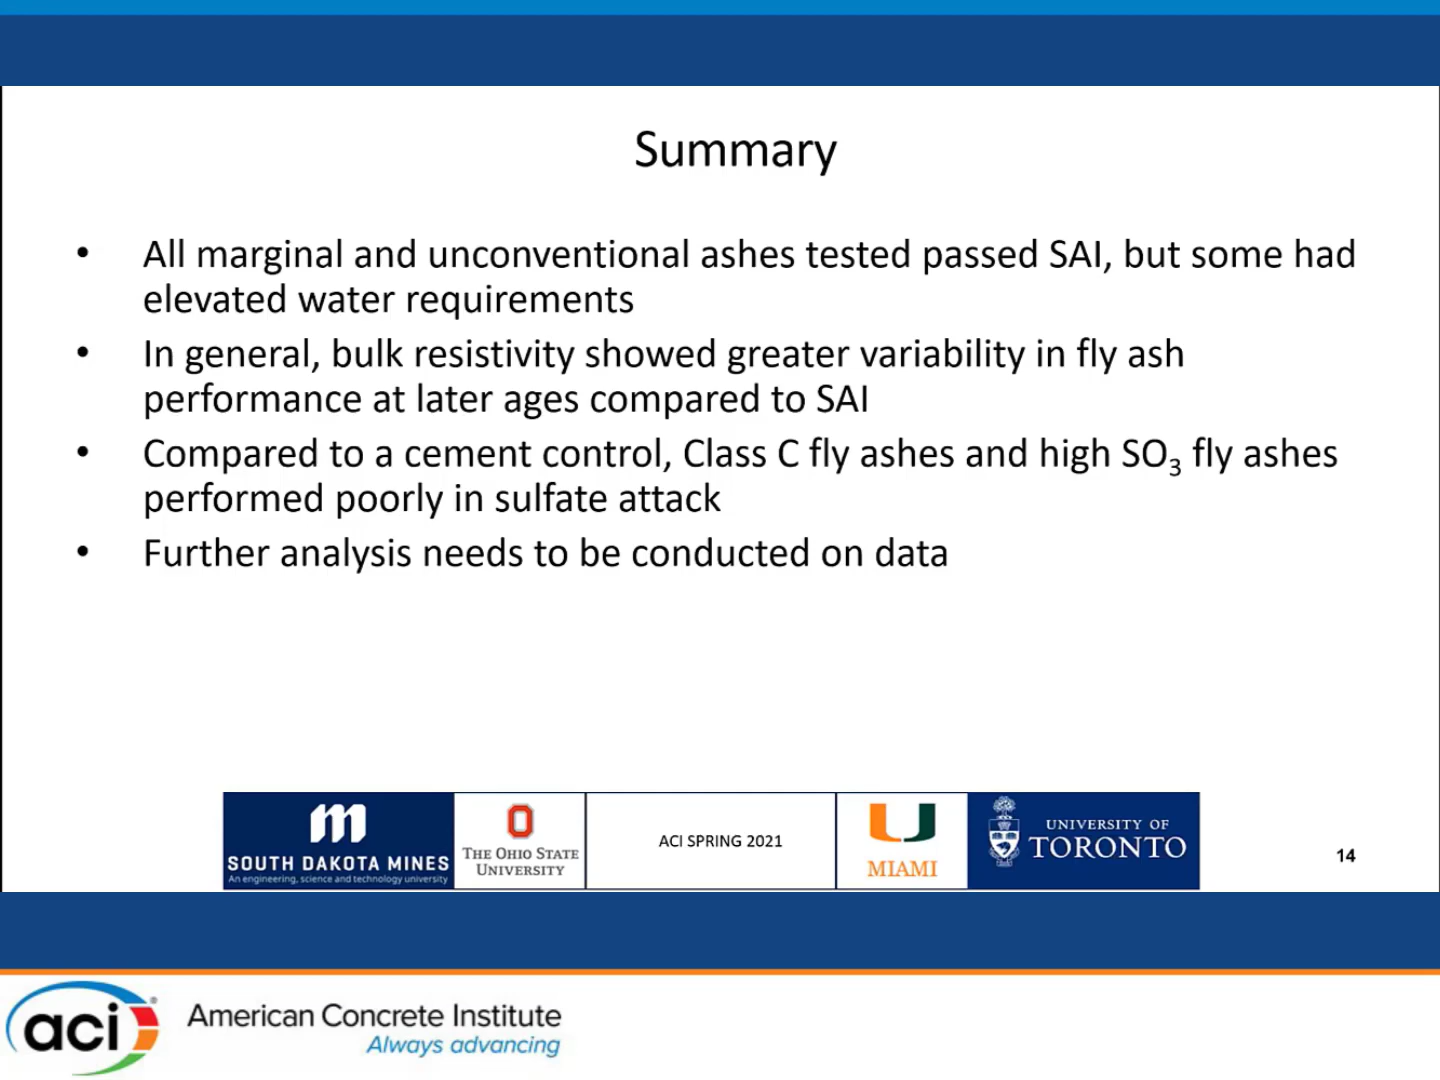 Summary
• All marginal and unconventional ashes tested passed SAI, but some had
elevated water requirements
• In general, bulk resistivity showed greater variability in fly ash
performance at later ages compared to SAI
• Compared to a cement control, Class C fly ashes and high SO₃ fly ashes
performed poorly in sulfate attack
• Further analysis needs to be conducted on data
m
SOUTH DAKOTA MINES
An engineering, science and technology university
O
THE OHIO STATE
UNIVERSITY
ACI SPRING 2021
U
MIAMI
UNIVERSITY OF
TORONTO
14
aci
American Concrete Institute
Always advancing